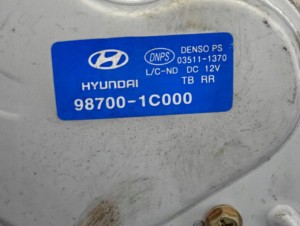 DENSO PS
DNPS 03511-1370
L/C-ND DC 12V
HYUNDAI TB RR
98700-1C000